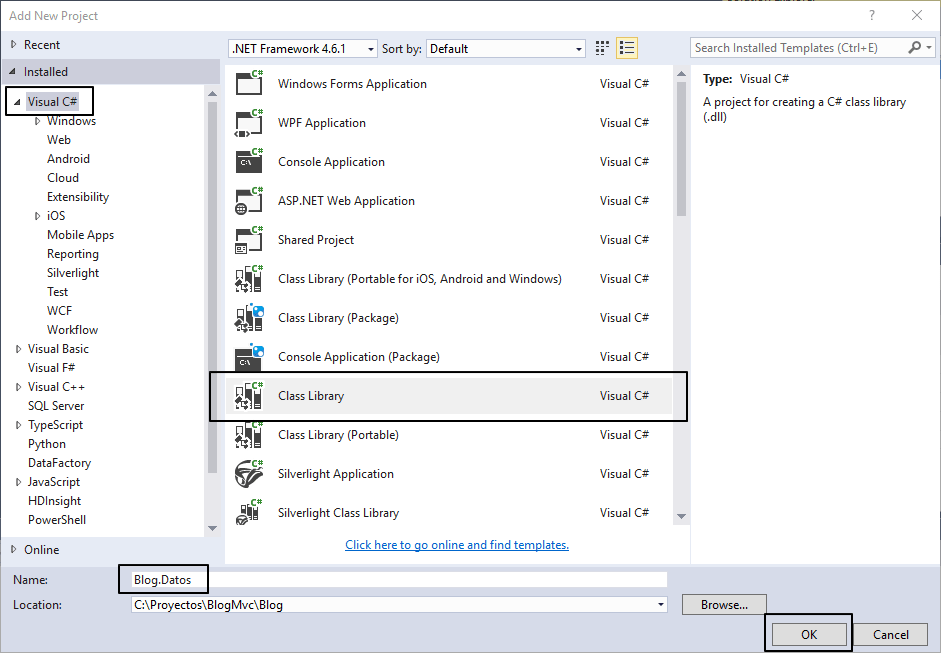 Add New Project
Recent
.NET Framework 4.6.1
Sort by:
Default
Search Installed Templates (Ctrl+E)
Installed
Visual C#
Windows
Web
Android
Cloud
Extensibility
iOS
Mobile Apps
Reporting
Silverlight
Test
WCF
Workflow
Visual Basic
Visual F#
Visual C++
SQL Server
TypeScript
Python
DataFactory
JavaScript
HDInsight
PowerShell
Online
Windows Forms Application Visual C#
WPF Application Visual C#
Console Application Visual C#
ASP.NET Web Application Visual C#
Shared Project Visual C#
Class Library (Portable for iOS, Android and Windows) Visual C#
Class Library (Package) Visual C#
Console Application (Package) Visual C#
Class Library Visual C#
Class Library (Portable) Visual C#
Silverlight Application Visual C#
Silverlight Class Library Visual C#
Click here to go online and find templates.
Type: Visual C#
A project for creating a C# class library
(.dll)
Name: Blog.Datos
Location: C:\Proyectos\BlogMvc\Blog
Browse...
OK
Cancel